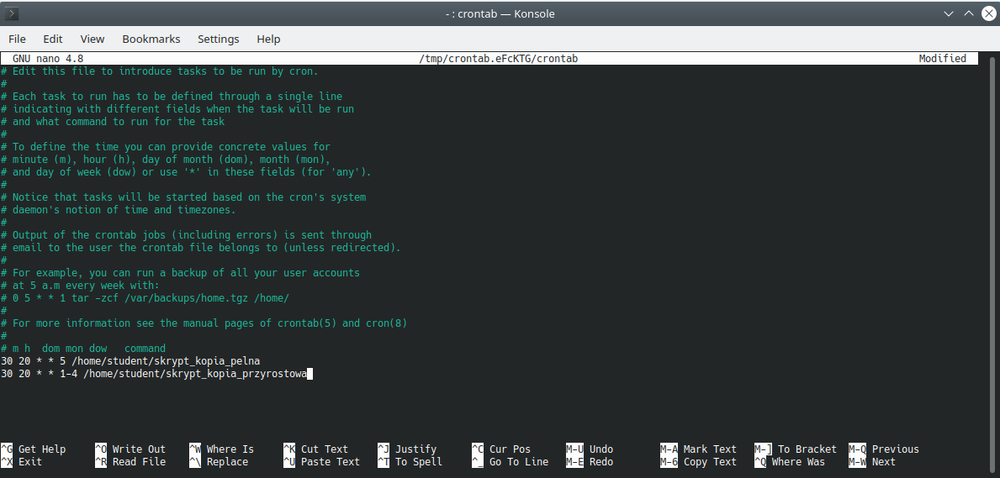 - : crontab — Konsole
File Edit View Bookmarks Settings Help
GNU nano 4.8 /tmp/crontab.eFcKTG/crontab Modified
# Edit this file to introduce tasks to be run by cron.
#
# Each task to run has to be defined through a single line
# indicating with different fields when the task will be run
# and what command to run for the task
#
# To define the time you can provide concrete values for
# minute (m), hour (h), day of month (dom), month (mon),
# and day of week (dow) or use '*' in these fields (for 'any').
#
# Notice that tasks will be started based on the cron's system
# daemon's notion of time and timezones.
#
# Output of the crontab jobs (including errors) is sent through
# email to the user the crontab file belongs to (unless redirected).
#
# For example, you can run a backup of all your user accounts
# at 5 a.m every week with:
# 0 5 * * 1 tar -zcf /var/backups/home.tgz /home/
#
# For more information see the manual pages of crontab(5) and cron(8)
#
# m h  dom mon dow   command
30 20 * * 5 /home/student/skrypt_kopia_pelna
30 20 * * 1-4 /home/student/skrypt_kopia_przyrostowa
^G Get Help ^O Write Out ^W Where Is ^K Cut Text ^J Justify ^C Cur Pos M-U Undo M-A Mark Text M-] To Bracket M-Q Previous
^X Exit ^R Read File ^\ Replace ^U Paste Text ^T To Spell ^_ Go To Line M-E Redo M-6 Copy Text ^Q Where Was M-W Next